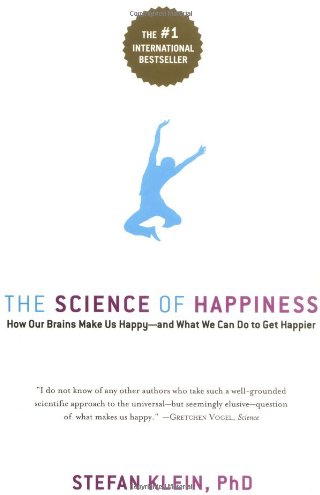 THE #1
INTERNATIONAL
BESTSELLER
THE SCIENCE OF HAPPINESS
How Our Brains Make Us Happy—and What We Can Do to Get Happier
"I do not know of any other authors who take such a well-grounded
scientific approach to the universal—but seemingly elusive—question
of what makes us happy." —GRETCHEN VOGEL, Science
STEFAN KLEIN, PhD